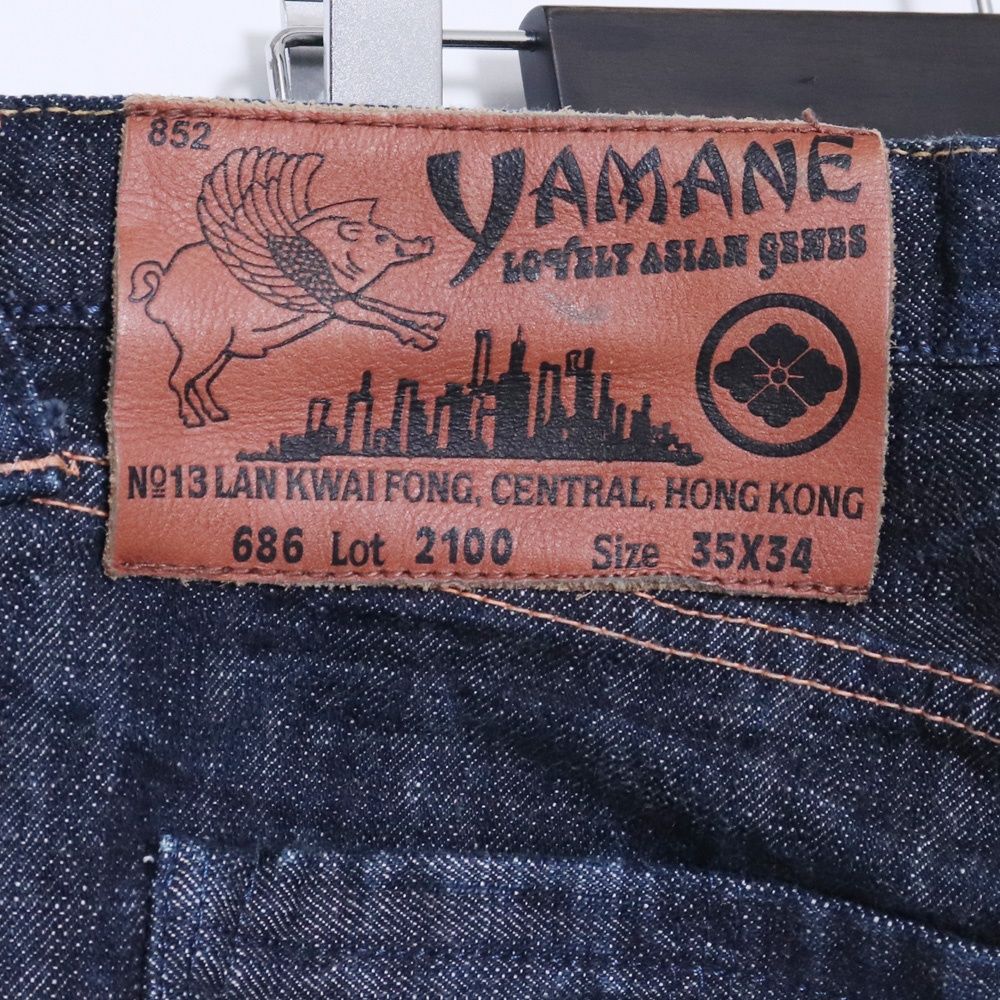 852
YAMANE
LOVELY ASIAN GENES
Nº13 LAN KWAI FONG, CENTRAL, HONG KONG
686 Lot 2100 Size 35X34